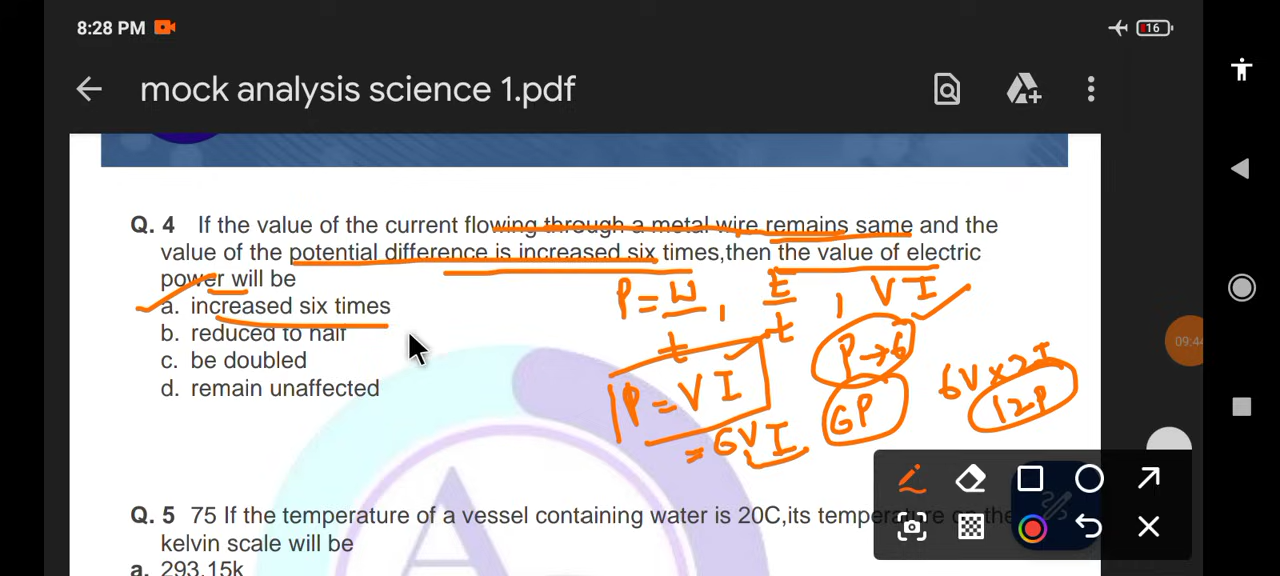 8:28 PM
16
mock analysis science 1.pdf
Q. 4 If the value of the current flowing through a metal wire remains same and the
value of the potential difference is increased six times,then the value of electric
power will be
a. increased six times
b. reduced to half
c. be doubled
d. remain unaffected
P = W/t , E/t , VI
P → 6
P = VI
6P
6V × 2I
12P
= 6VI
09:44
Q. 5 75 If the temperature of a vessel containing water is 20C,its temperature on the
kelvin scale will be
a. 293.15k